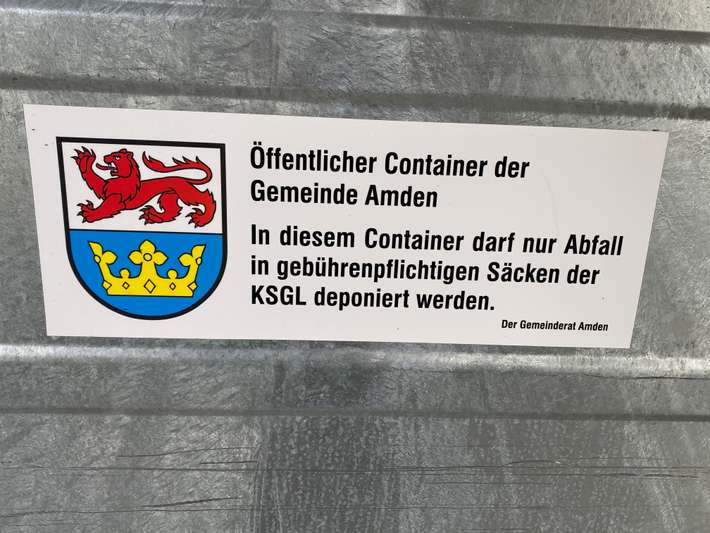 Öffentlicher Container der
Gemeinde Amden
In diesem Container darf nur Abfall
in gebührenpflichtigen Säcken der
KSGL deponiert werden.
Der Gemeinderat Amden